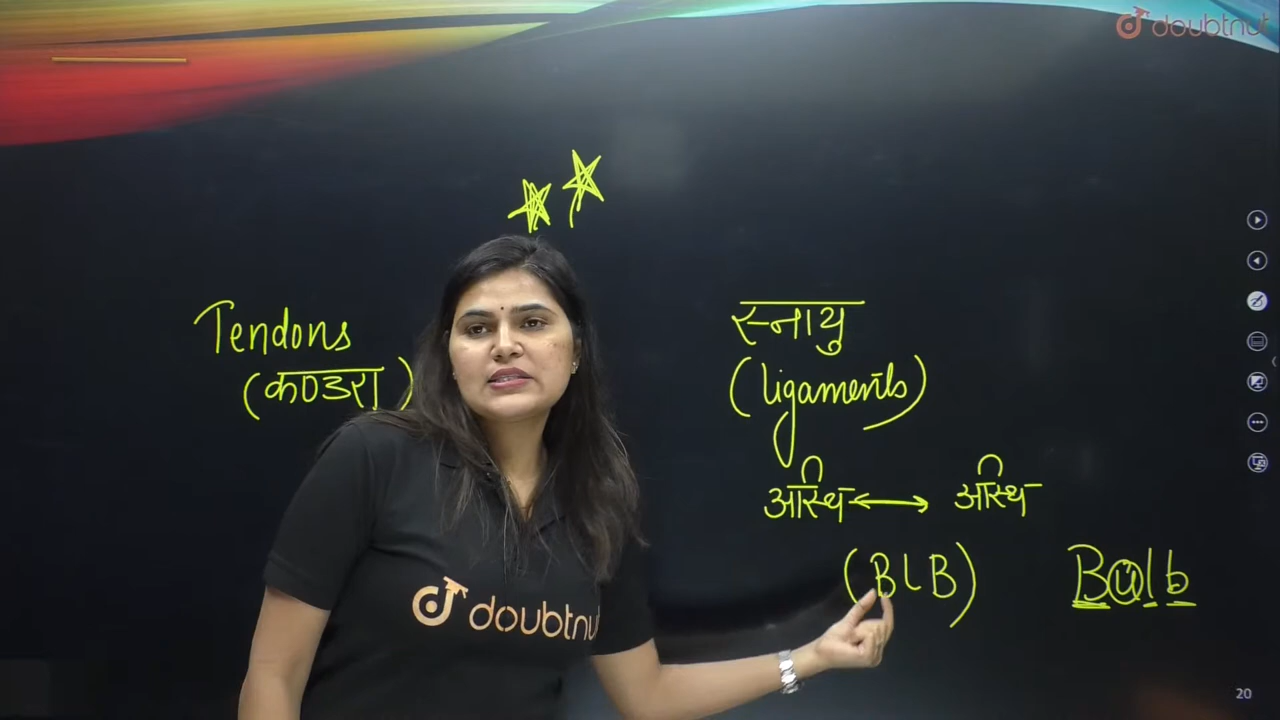 doubtnut
Tendons
(कण्डरा)
स्नायु
(ligaments)
अस्थि ↔ अस्थि
(BLB)
Bulb
doubtnut
20